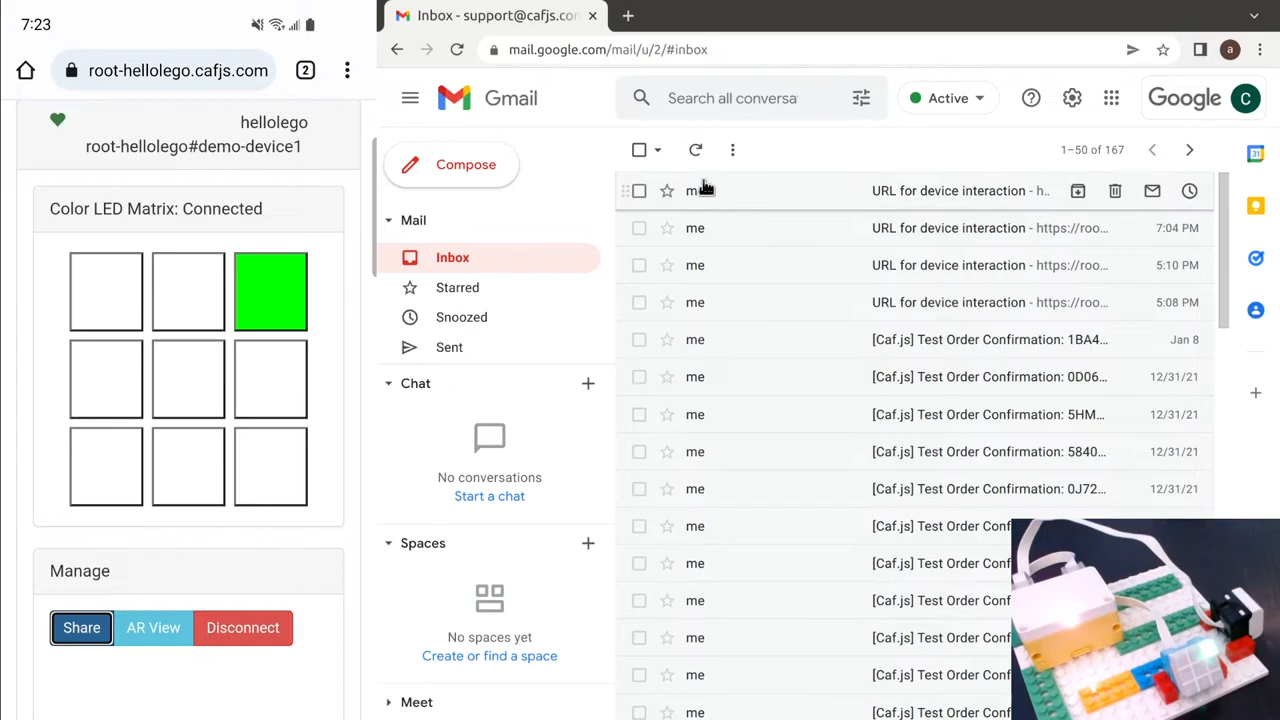 7:23
root-hellolego.cafjs.com
2
hellolego
root-hellolego#demo-device1
Color LED Matrix: Connected
Manage
Share
AR View
Disconnect
Inbox - support@cafjs.com
mail.google.com/mail/u/2/#inbox
a
Gmail
Search all conversa
Active
Google
C
Compose
1–50 of 167
Mail
Inbox
Starred
Snoozed
Sent
Chat
No conversations
Start a chat
Spaces
No spaces yet
Create or find a space
Meet
me URL for device interaction - h..
me URL for device interaction - https://roo... 7:04 PM
me URL for device interaction - https://roo... 5:10 PM
me URL for device interaction - https://roo... 5:08 PM
me [Caf.js] Test Order Confirmation: 1BA4... Jan 8
me [Caf.js] Test Order Confirmation: 0D06... 12/31/21
me [Caf.js] Test Order Confirmation: 5HM... 12/31/21
me [Caf.js] Test Order Confirmation: 5840... 12/31/21
me [Caf.js] Test Order Confirmation: 0J72... 12/31/21
me [Caf.js] Test Order Conf
me [Caf.js] Test Order Conf
me [Caf.js] Test Order Conf
me [Caf.js] Test Order Conf
me [Caf.js] Test Order Conf
me [Caf.js] Test Order Conf
31